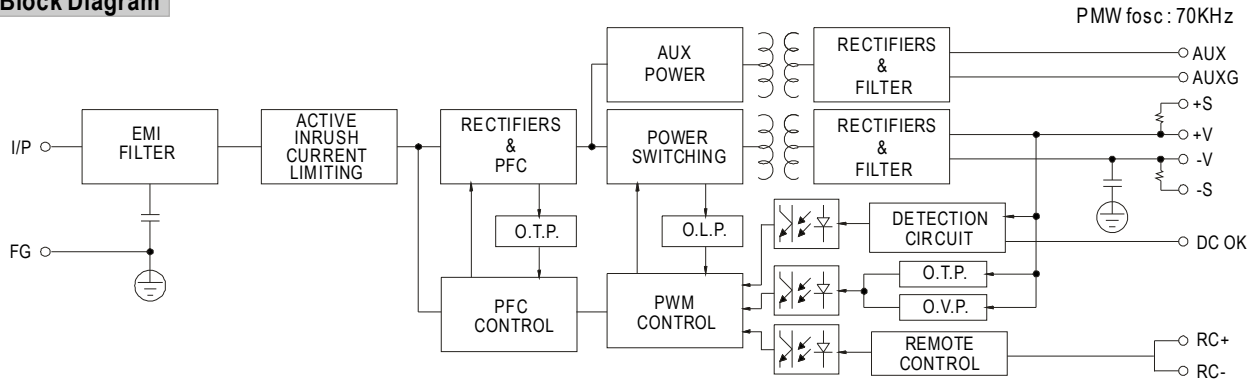 Block Diagram
PMW fosc : 70KHz
I/P
FG
EMI
FILTER
ACTIVE
INRUSH
CURRENT
LIMITING
RECTIFIERS
&
PFC
O.T.P.
PFC
CONTROL
AUX
POWER
POWER
SWITCHING
O.L.P.
PWM
CONTROL
RECTIFIERS
&
FILTER
RECTIFIERS
&
FILTER
DETECTION
CIRCUIT
O.T.P.
O.V.P.
REMOTE
CONTROL
AUX
AUXG
+S
+V
-V
-S
DC OK
RC+
RC-